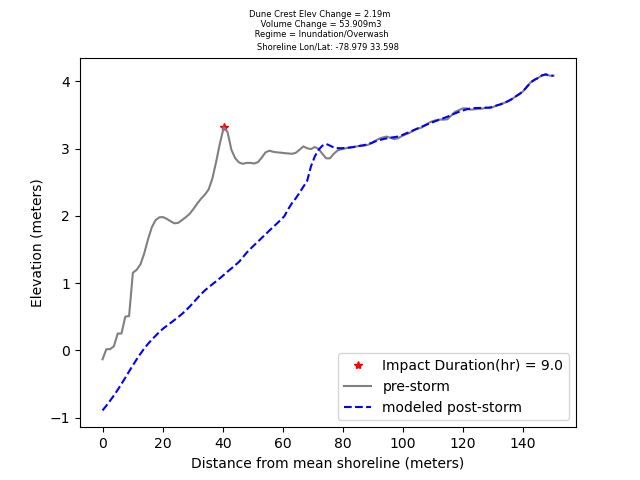 Dune Crest Elev Change = 2.19m
Volume Change = 53.909m3
Regime = Inundation/Overwash
Shoreline Lon/Lat: -78.979 33.598
Elevation (meters)
4
3
2
1
0
−1
Impact Duration(hr) = 9.0
pre-storm
modeled post-storm
0 20 40 60 80 100 120 140
Distance from mean shoreline (meters)